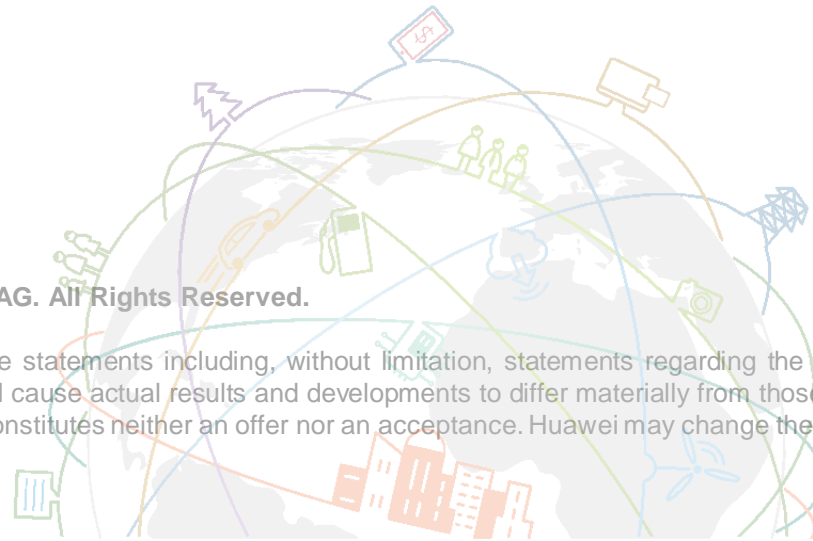 AG. All Rights Reserved.
e statements including, without limitation, statements regarding the
cause actual results and developments to differ materially from those
onstitutes neither an offer nor an acceptance. Huawei may change the